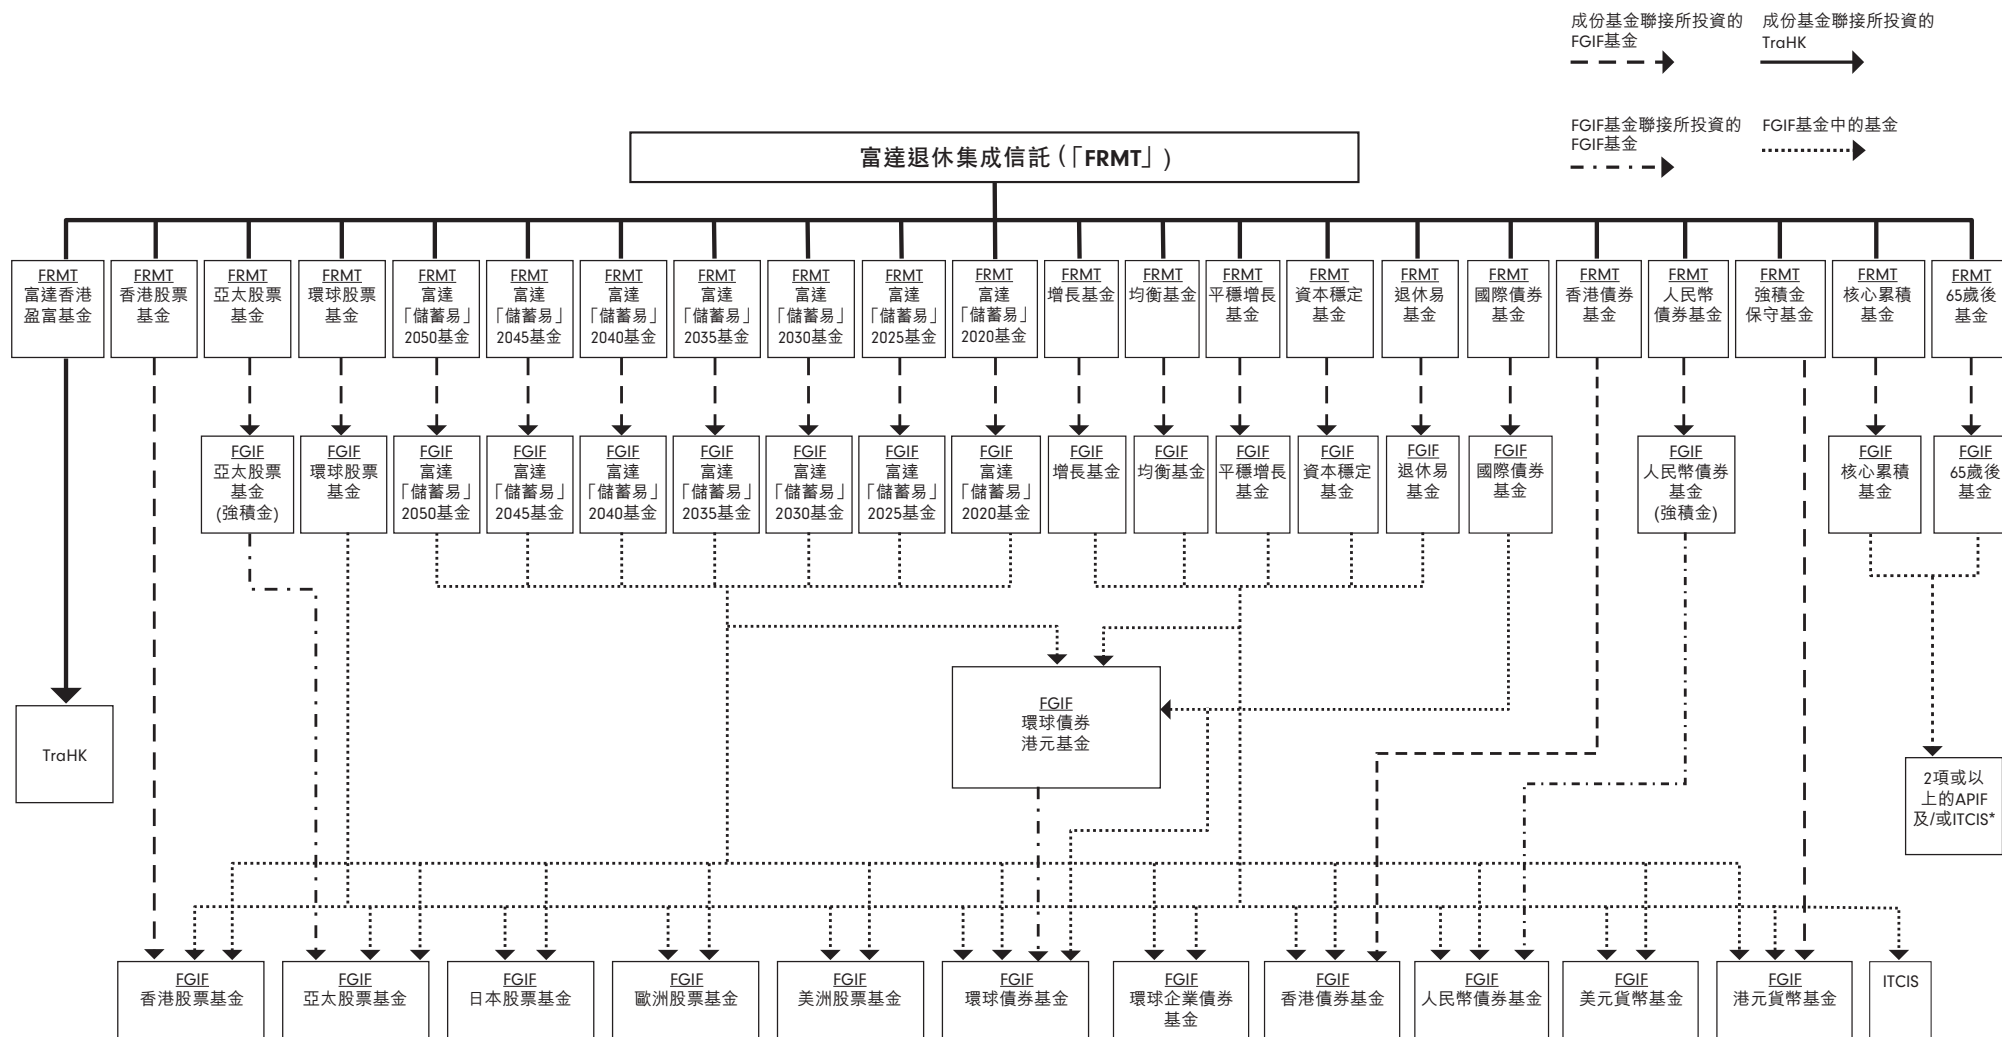 成份基金聯接所投資的
FGIF基金
成份基金聯接所投資的
TraHK
FGIF基金聯接所投資的
FGIF基金
FGIF基金中的基金
富達退休集成信託(「FRMT」)
FRMT
富達香港
盈富基金
FRMT
香港股票
基金
FRMT
亞太股票
基金
FRMT
環球股票
基金
FRMT
富達
「儲蓄易」
2050基金
FRMT
富達
「儲蓄易」
2045基金
FRMT
富達
「儲蓄易」
2040基金
FRMT
富達
「儲蓄易」
2035基金
FRMT
富達
「儲蓄易」
2030基金
FRMT
富達
「儲蓄易」
2025基金
FRMT
富達
「儲蓄易」
2020基金
FRMT
增長基金
FRMT
均衡基金
FRMT
平穩增長
基金
FRMT
資本穩定
基金
FRMT
退休易
基金
FRMT
國際債券
基金
FRMT
香港債券
基金
FRMT
人民幣
債券基金
FRMT
強積金
保守基金
FRMT
核心累積
基金
FRMT
65歲後
基金
FGIF
亞太股票
基金
(強積金)
FGIF
環球股票
基金
FGIF
富達
「儲蓄易」
2050基金
FGIF
富達
「儲蓄易」
2045基金
FGIF
富達
「儲蓄易」
2040基金
FGIF
富達
「儲蓄易」
2035基金
FGIF
富達
「儲蓄易」
2030基金
FGIF
富達
「儲蓄易」
2025基金
FGIF
富達
「儲蓄易」
2020基金
FGIF
增長基金
FGIF
均衡基金
FGIF
平穩增長
基金
FGIF
資本穩定
基金
FGIF
退休易
基金
FGIF
國際債券
基金
FGIF
人民幣債券
基金
(強積金)
FGIF
核心累積
基金
FGIF
65歲後
基金
TraHK
FGIF
環球債券
港元基金
2項或以
上的APIF
及/或ITCIS*
FGIF
香港股票基金
FGIF
亞太股票基金
FGIF
日本股票基金
FGIF
歐洲股票基金
FGIF
美洲股票基金
FGIF
環球債券基金
FGIF
環球企業債券
基金
FGIF
香港債券基金
FGIF
人民幣債券基金
FGIF
美元貨幣基金
FGIF
港元貨幣基金
ITCIS